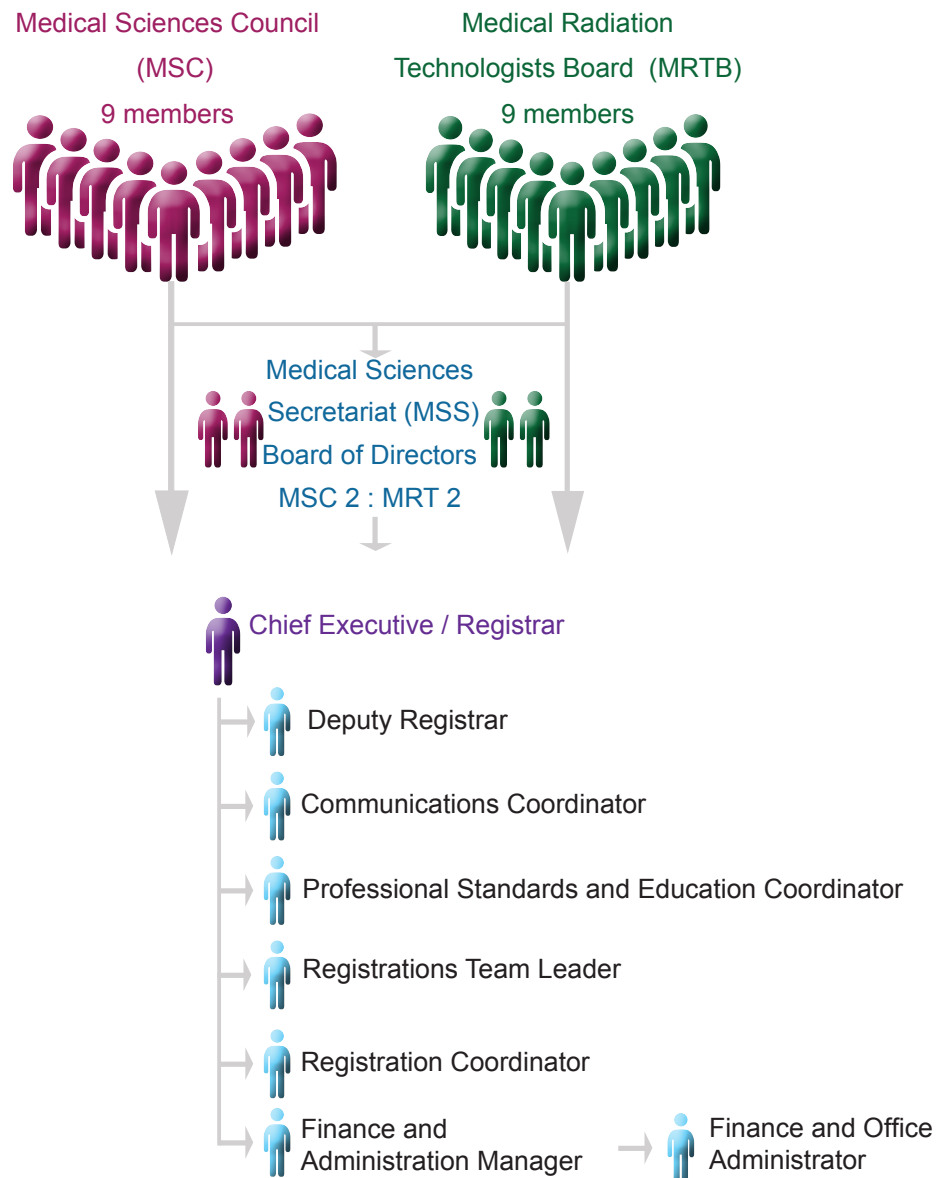 Medical Sciences Council
(MSC)
9 members
Medical Radiation
Technologists Board  (MRTB)
9 members
Medical Sciences
Secretariat (MSS)
Board of Directors
MSC 2 : MRT 2
Chief Executive / Registrar
Deputy Registrar
Communications Coordinator
Professional Standards and Education Coordinator
Registrations Team Leader
Registration Coordinator
Finance and
Administration Manager
Finance and Office
Administrator